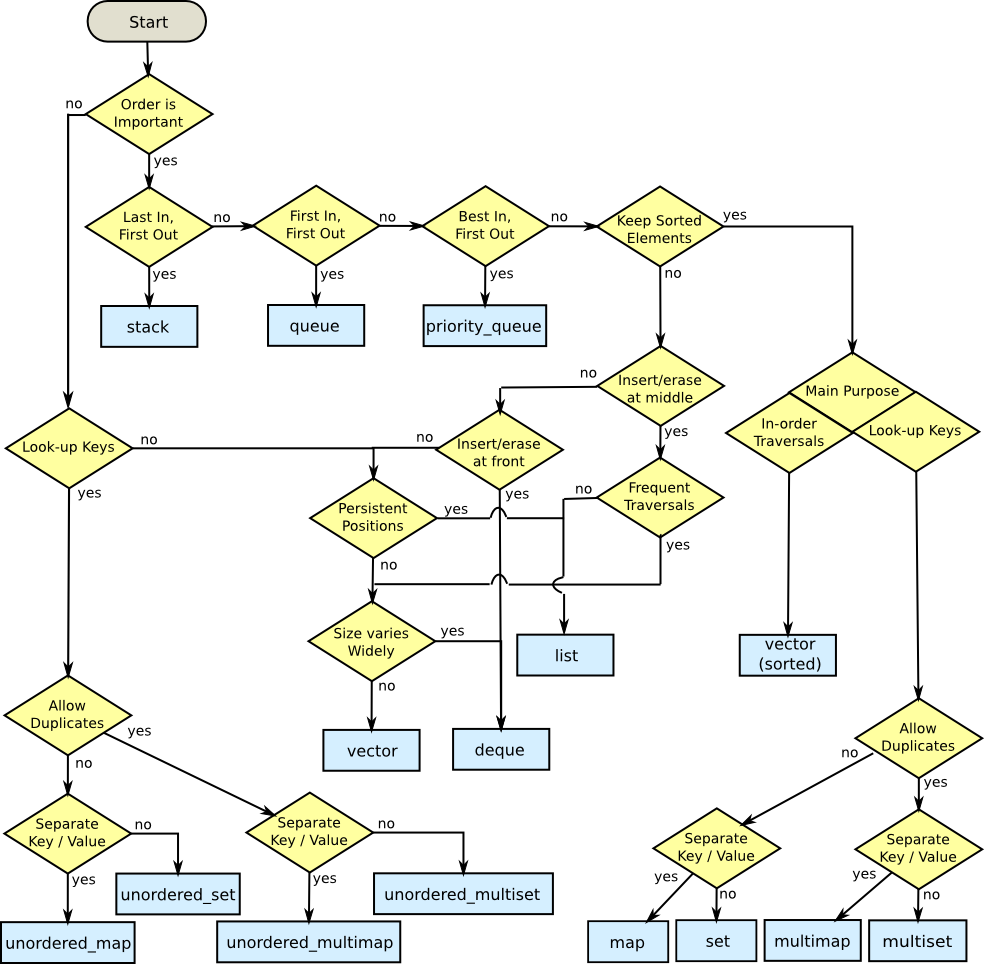 Start
no
Order is
Important
yes
Last In,
First Out
no
First In,
First Out
no
Best In,
First Out
no
Keep Sorted
Elements
yes
yes
yes
yes
no
stack
queue
priority_queue
no
Insert/erase
at middle
Main Purpose
In-order
Traversals
Look-up Keys
yes
Look-up Keys
no
no
Insert/erase
at front
yes
yes
no
Frequent
Traversals
Persistent
Positions
yes
yes
no
Size varies
Widely
yes
no
list
vector
(sorted)
vector
deque
Allow
Duplicates
yes
no
Allow
Duplicates
no
yes
Separate
Key / Value
no
Separate
Key / Value
no
Separate
Key / Value
Separate
Key / Value
yes
yes
yes
no
yes
no
unordered_set
unordered_multiset
unordered_map
unordered_multimap
map
set
multimap
multiset